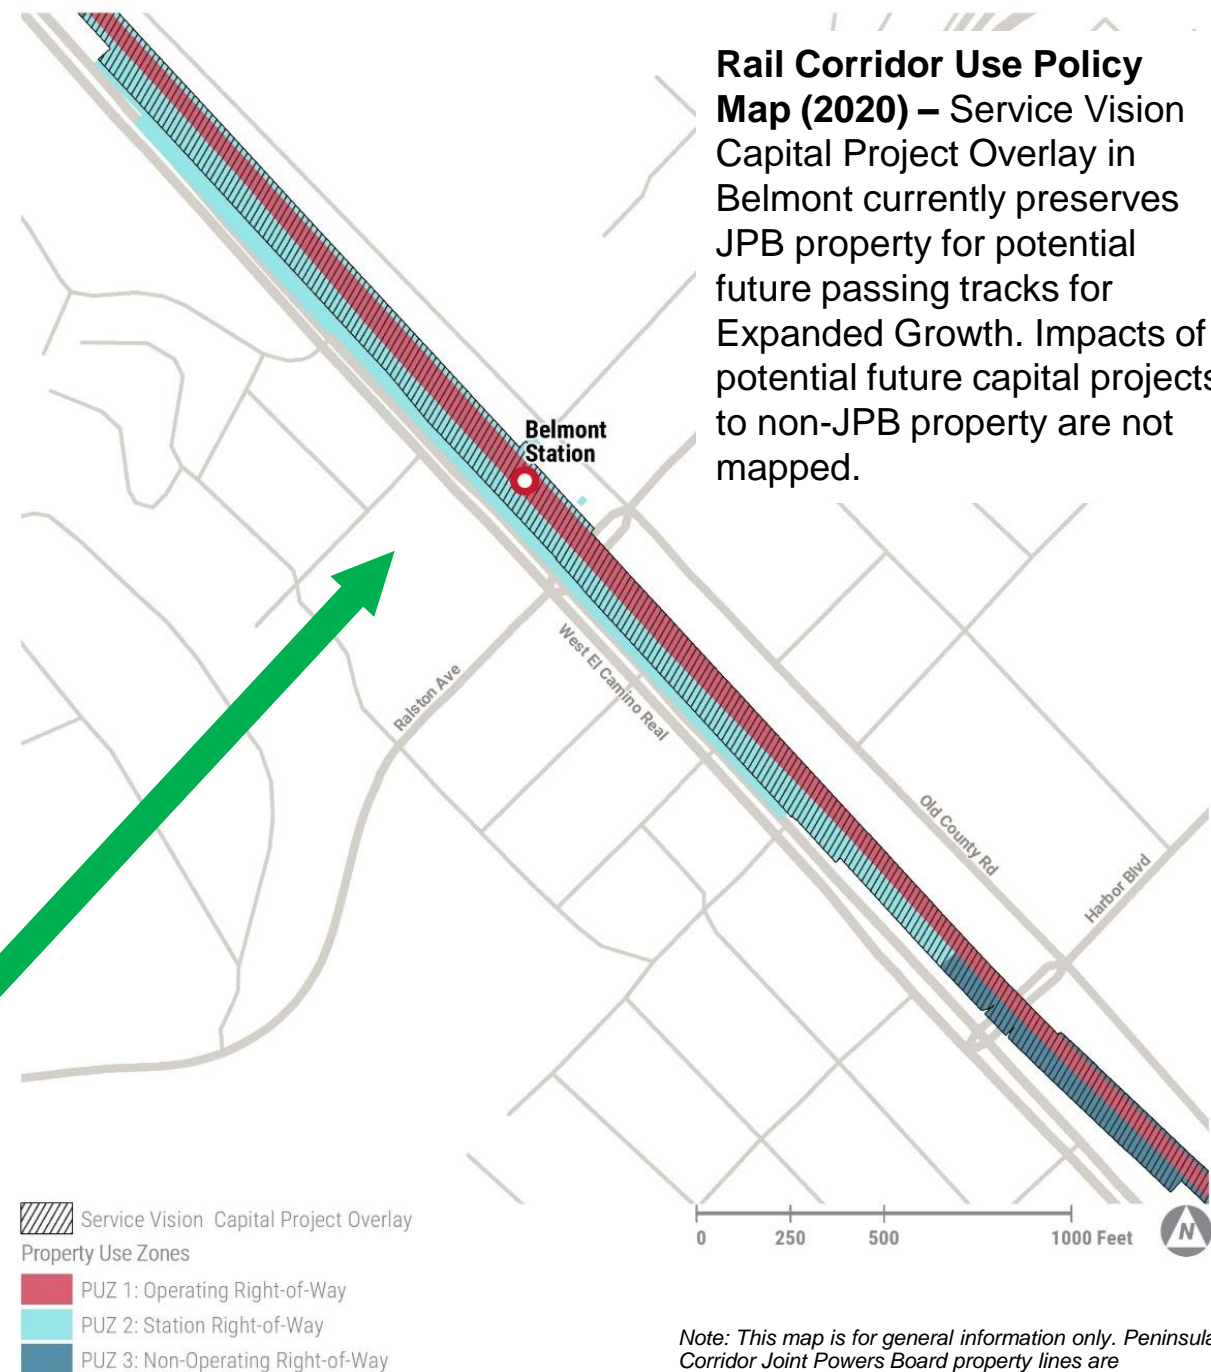 Rail Corridor Use Policy
Map (2020) – Service Vision
Capital Project Overlay in
Belmont currently preserves
JPB property for potential
future passing tracks for
Expanded Growth. Impacts of
potential future capital projects
to non-JPB property are not
mapped.
Belmont
Station
West El Camino Real
Ralston Ave
Old County Rd
Harbor Blvd
Service Vision Capital Project Overlay
Property Use Zones
PUZ 1: Operating Right-of-Way
PUZ 2: Station Right-of-Way
PUZ 3: Non-Operating Right-of-Way
0 250 500 1000 Feet
N
Note: This map is for general information only. Peninsula
Corridor Joint Powers Board property lines are